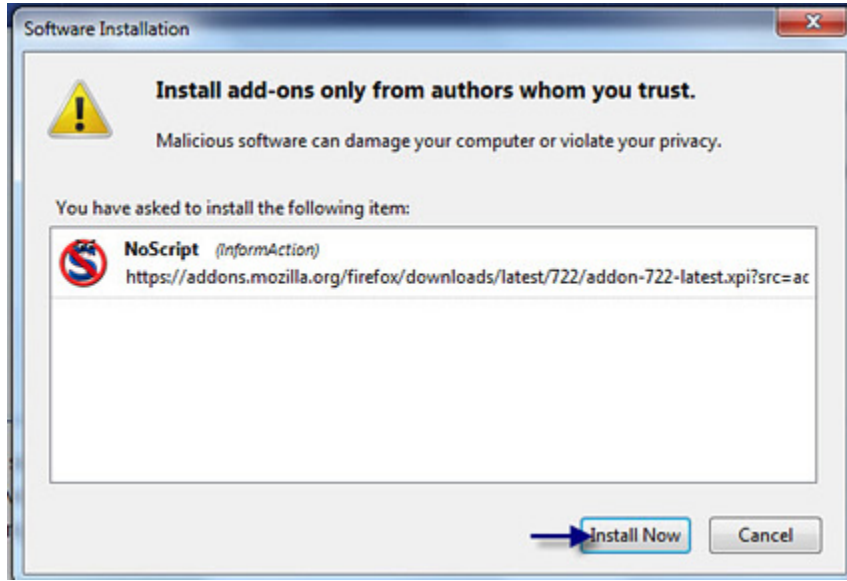 Software Installation
Install add-ons only from authors whom you trust.
Malicious software can damage your computer or violate your privacy.
You have asked to install the following item:
NoScript (InformAction)
https://addons.mozilla.org/firefox/downloads/latest/722/addon-722-latest.xpi?src=ac
Install Now Cancel